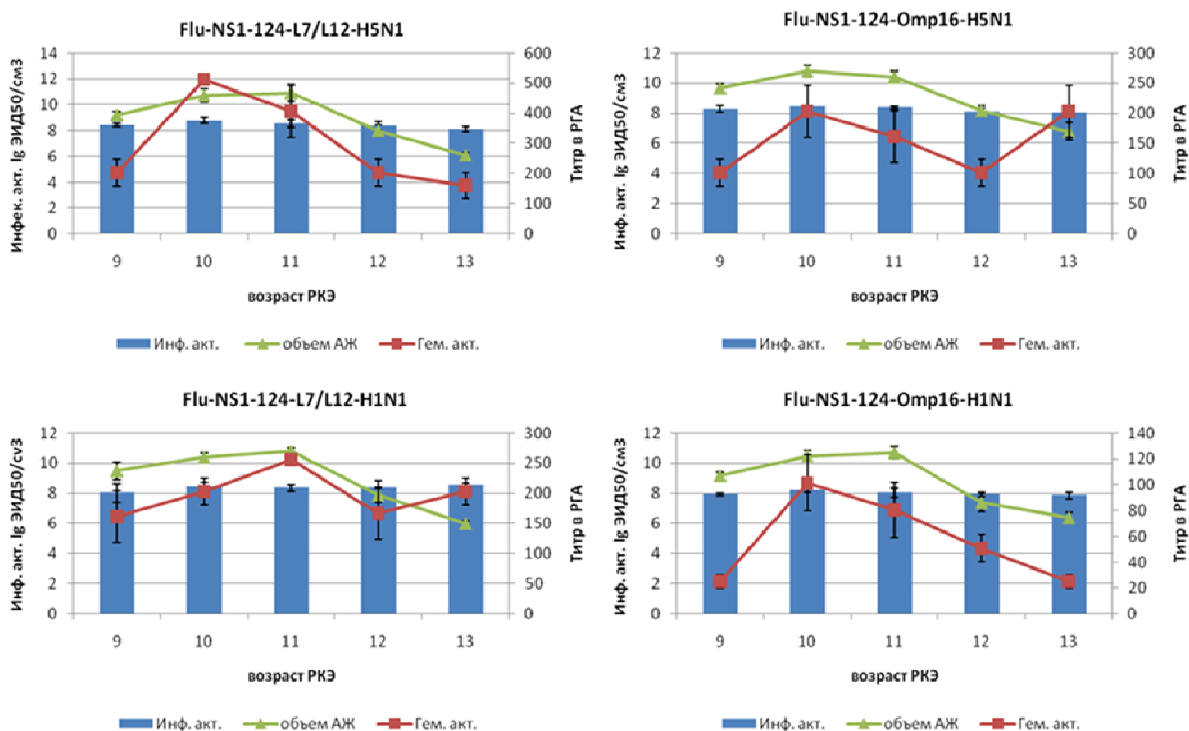 Flu-NS1-124-L7/L12-H5N1
Инфек. акт. lg ЭИД50/см3
14
12
10
8
6
4
2
0
600
500
400
300
200
100
0
Титр в РГА
9 10 11 12 13
возраст РКЭ
Инф. акт. объем АЖ Гем. акт.
Flu-NS1-124-Omp16-H5N1
Инф. акт. lg ЭИД50/см3
12
10
8
6
4
2
0
300
250
200
150
100
50
0
Титр в РГА
9 10 11 12 13
возраст РКЭ
Инф. акт. объем АЖ Гем. акт.
Flu-NS1-124-L7/L12-H1N1
Инф. акт. lg ЭИД50/cv3
12
10
8
6
4
2
0
300
250
200
150
100
50
0
Титр в РГА
9 10 11 12 13
возраст РКЭ
Инф. акт. объем АЖ Гем. акт.
Flu-NS1-124-Omp16-H1N1
Инф. акт. lg ЭИД50/см3
12
10
8
6
4
2
0
140
120
100
80
60
40
20
0
Титр в РГА
9 10 11 12 13
возраст РКЭ
Инф. акт. объем АЖ Гем. акт.